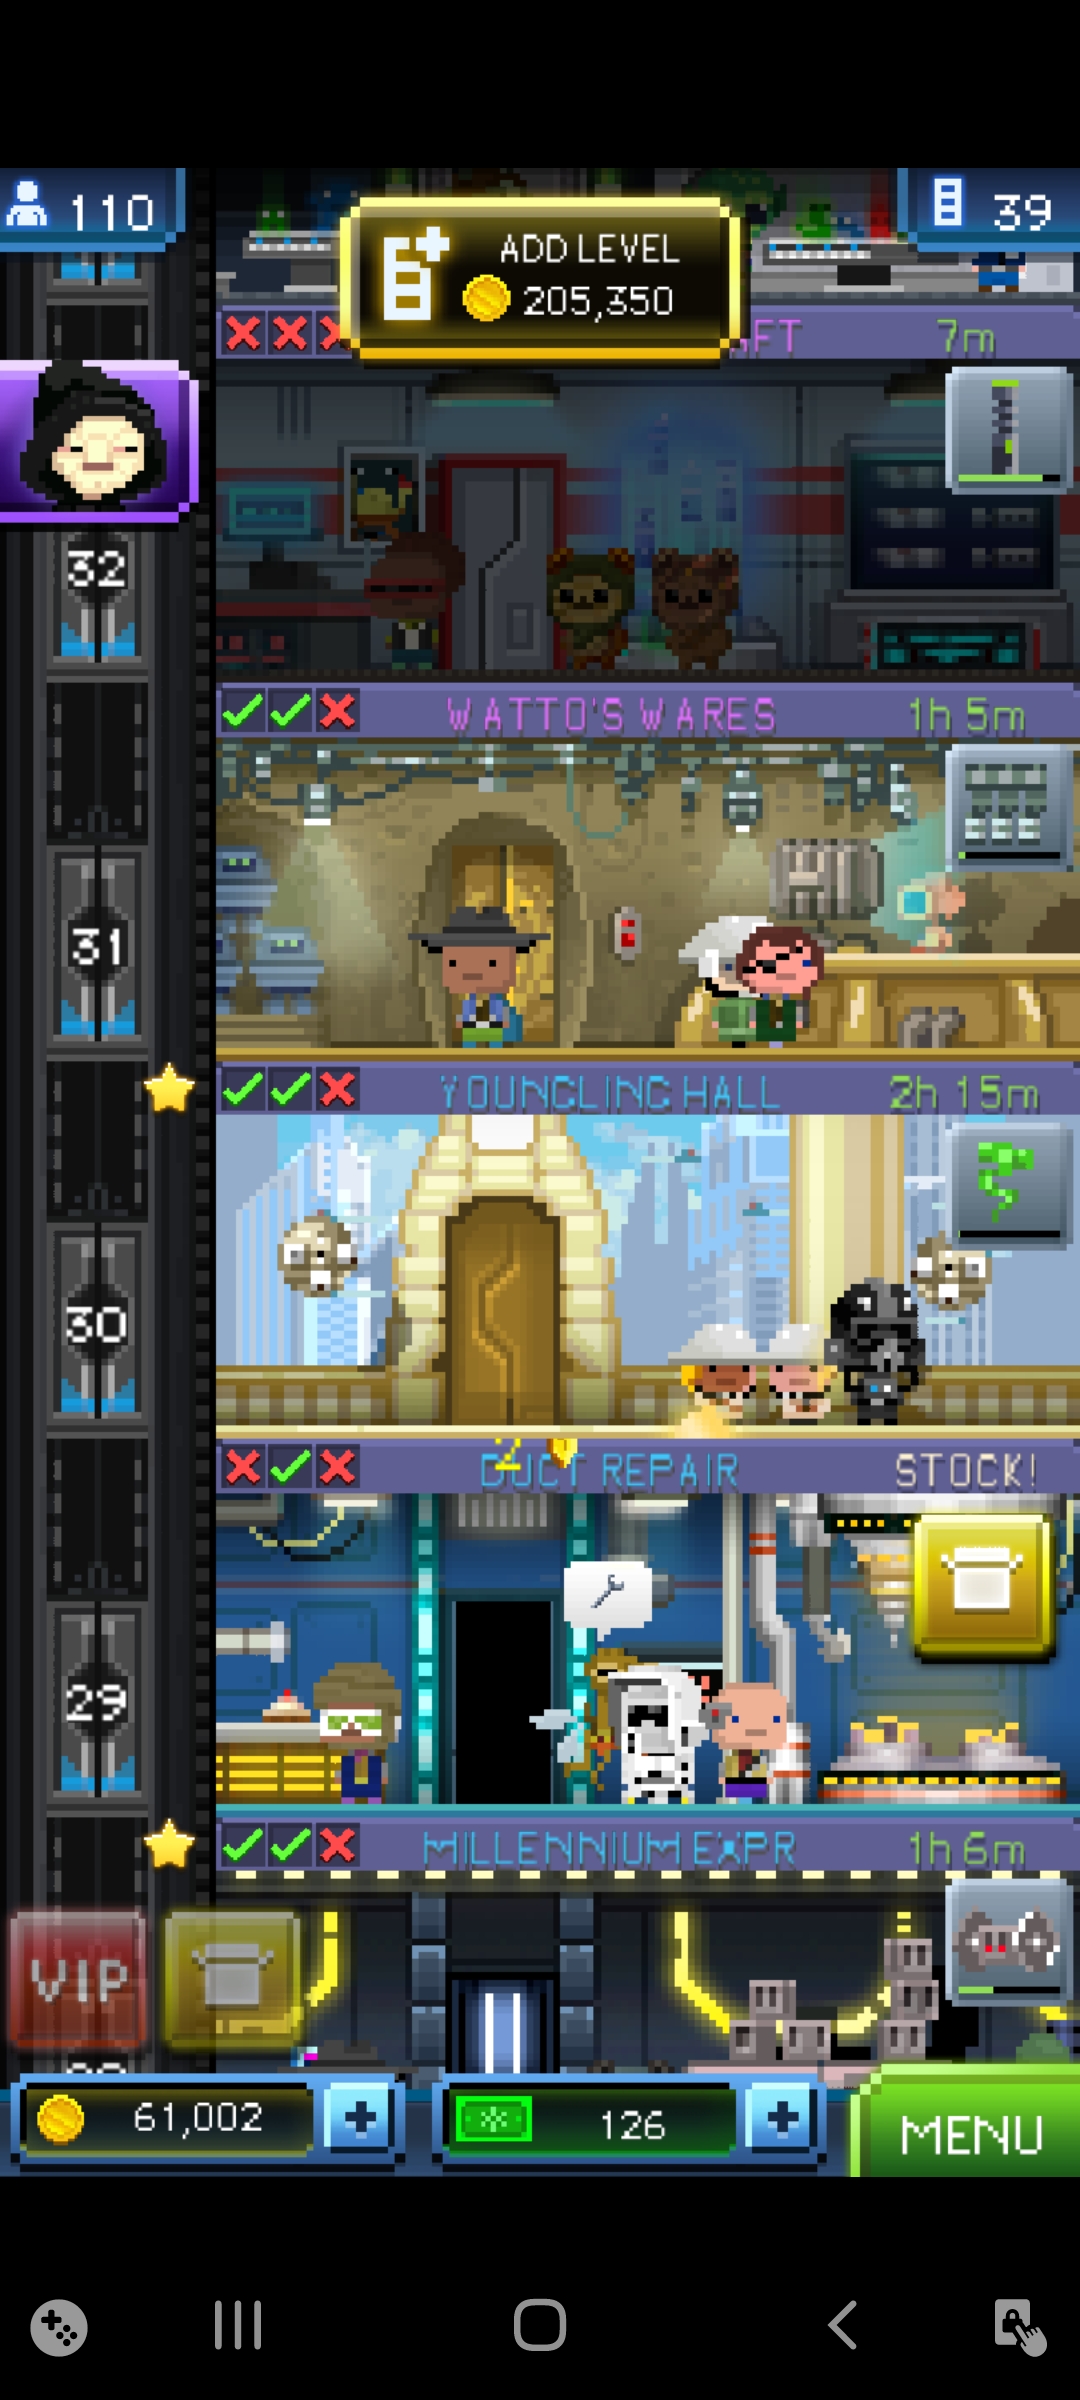 110
ADD LEVEL
205,350
39
FT 7m
32
WATTO'S WARES 1h 5m
31
YOUNGLING HALL 2h 15m
30
2
DUCT REPAIR STOCK!
29
MILLENNIUM EXPR 1h 6m
VIP
61,002 + 126 + MENU